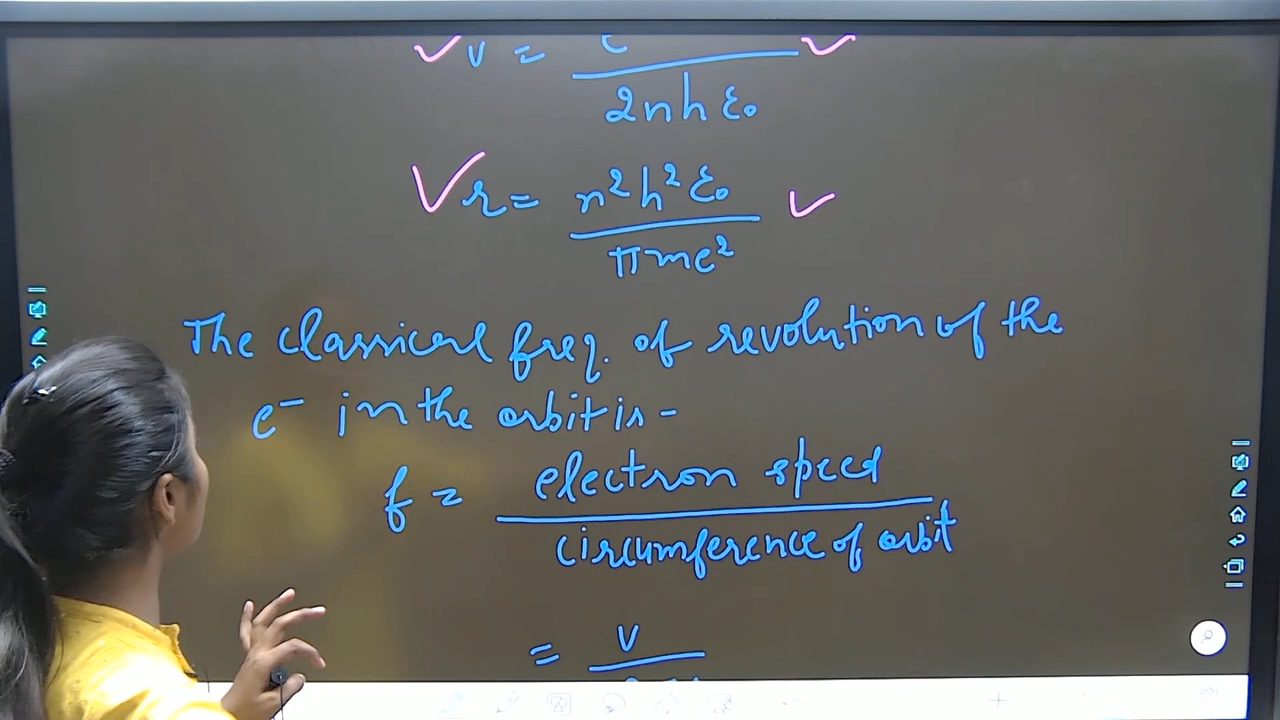 v =
2nhε₀
r = n²h²ε₀
πme²
The classical freq. of revolution of the
e⁻ in the orbit is -
f = electron speed
circumference of orbit
= v